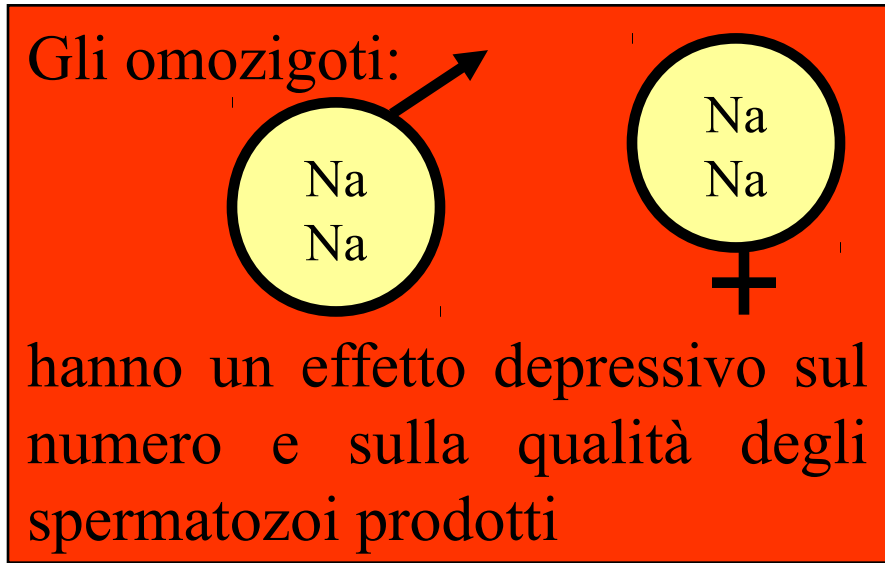 Gli omozigoti:
Na
Na
Na
Na
hanno un effetto depressivo sul
numero e sulla qualità degli
spermatozoi prodotti